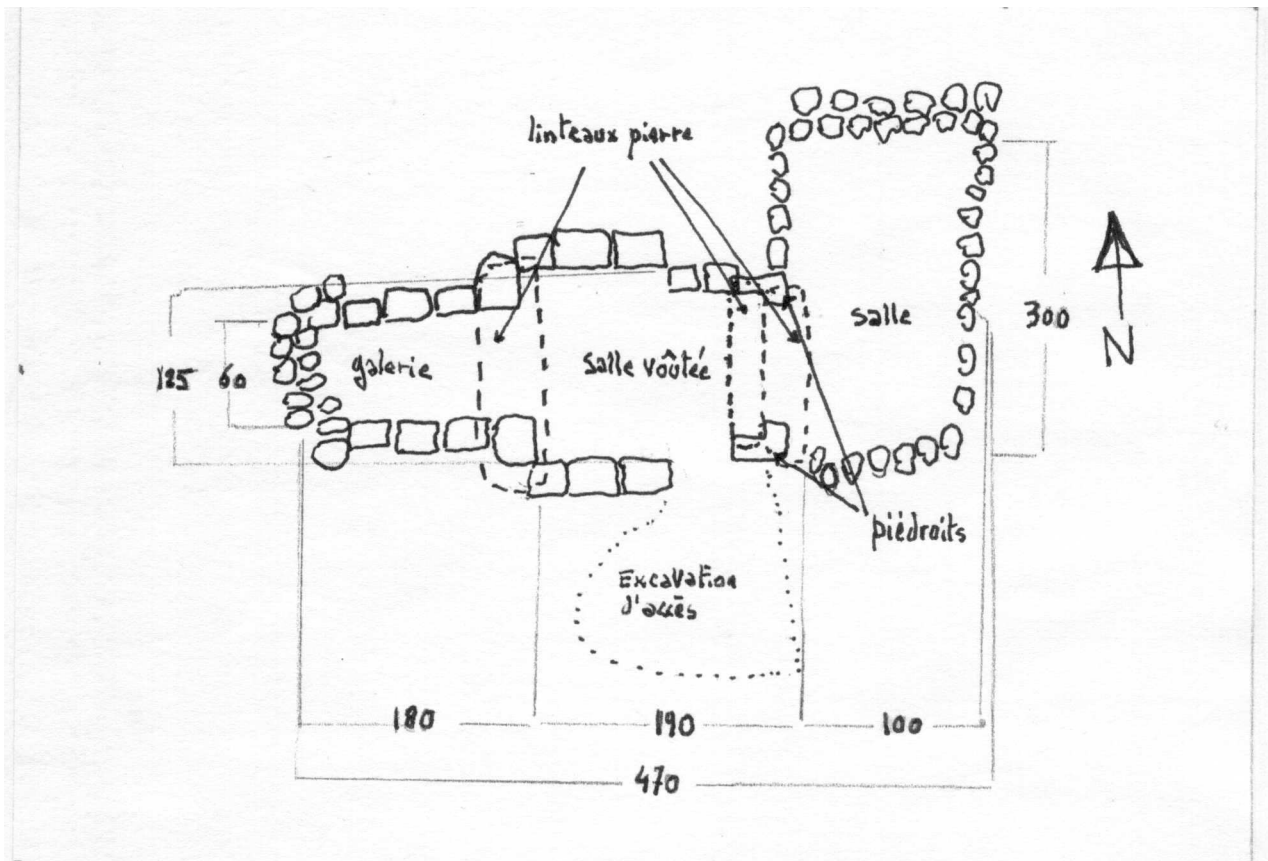 linteaux pierre
salle
300
galerie
Salle voûtée
125
60
N
piédroits
Excavation
d'accès
180
190
100
470